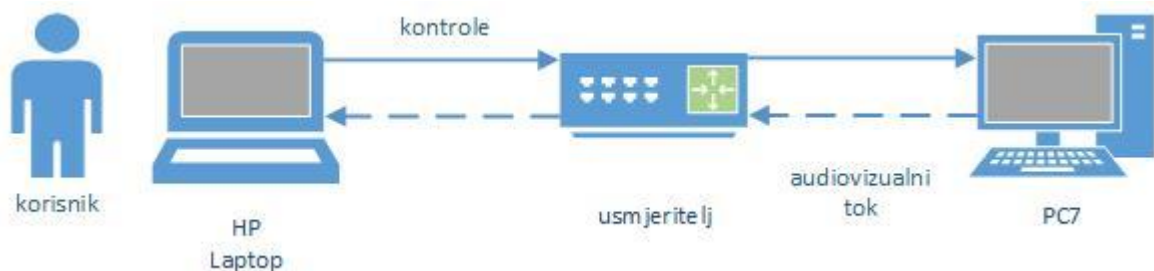 kontrole
korisnik
HP
Laptop
usmjeritelj
audiovizualni
tok
PC7